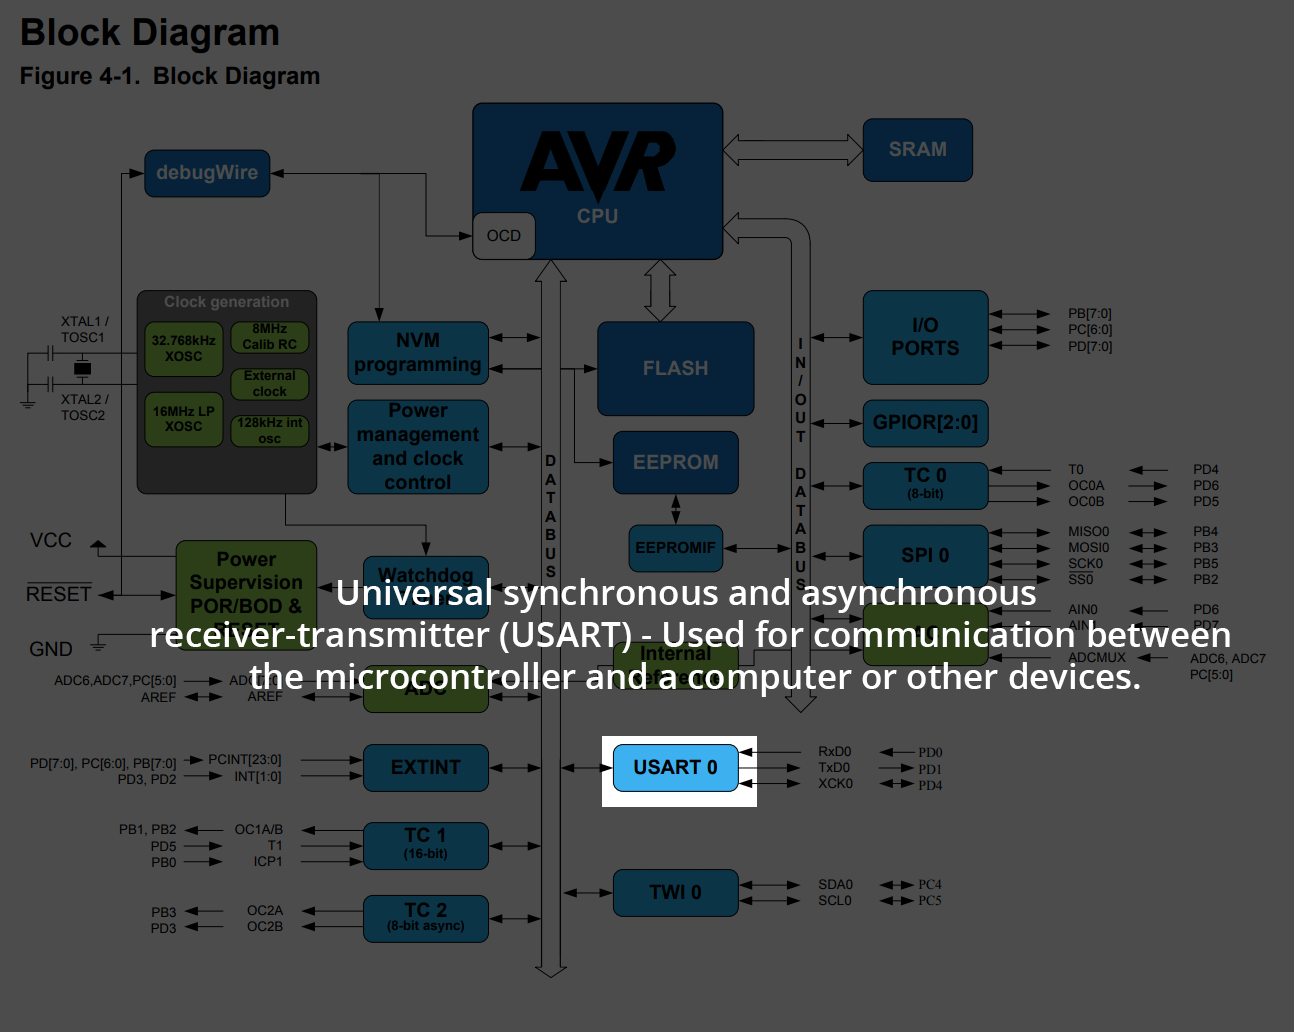 Block Diagram
Figure 4-1. Block Diagram
AVR
CPU
OCD
SRAM
debugWire
Clock generation
32.768kHz
XOSC
8MHz
Calib RC
External
clock
16MHz LP
XOSC
128kHz int
osc
XTAL1 /
TOSC1
XTAL2 /
TOSC2
NVM
programming
Power
management
and clock
control
FLASH
EEPROM
EEPROMIF
DATABUS
IN/OUT
DATABUS
I/O
PORTS
PB[7:0]
PC[6:0]
PD[7:0]
GPIOR[2:0]
TC 0
(8-bit)
T0 PD4
OC0A PD6
OC0B PD5
SPI 0
MISO0 PB4
MOSI0 PB3
SCK0 PB5
SS0 PB2
VCC
RESET
GND
Power
Supervision
POR/BOD &
RESET
Watchdog
Universal synchronous and asynchronous
receiver-transmitter (USART) - Used for communication between
the microcontroller and a computer or other devices.
AIN0 PD6
PD7
ADCMUX ADC6, ADC7
PC[5:0]
Internal
ADC6,ADC7,PC[5:0]
AREF AREF
ADC
PD[7:0], PC[6:0], PB[7:0] PCINT[23:0]
PD3, PD2 INT[1:0]
EXTINT
USART 0
RxD0 PD0
TxD0 PD1
XCK0 PD4
PB1, PB2 OC1A/B
PD5 T1
PB0 ICP1
TC 1
(16-bit)
TWI 0
SDA0 PC4
SCL0 PC5
PB3 OC2A
PD3 OC2B
TC 2
(8-bit async)